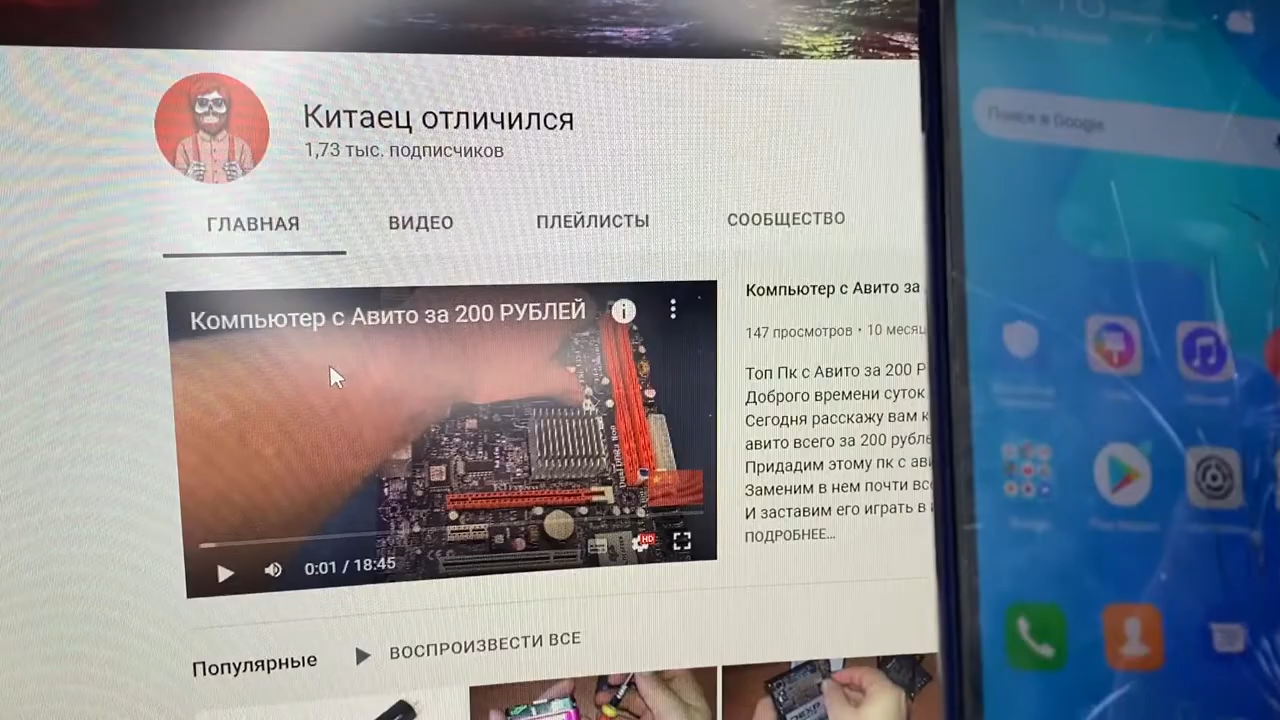 Китаец отличился
1,73 тыс. подписчиков
ГЛАВНАЯ
ВИДЕО
ПЛЕЙЛИСТЫ
СООБЩЕСТВО
Компьютер с Авито за 200 РУБЛЕЙ
HD
0:01 / 18:45
Компьютер с Авито за
147 просмотров • 10 месяц
Топ Пк с Авито за 200 Р
Доброго времени суток
Сегодня расскажу вам к
авито всего за 200 рубле
Придадим этому пк с ави
Заменим в нем почти все
И заставим его играть в
ПОДРОБНЕЕ...
Популярные
ВОСПРОИЗВЕСТИ ВСЕ
Поиск в Google